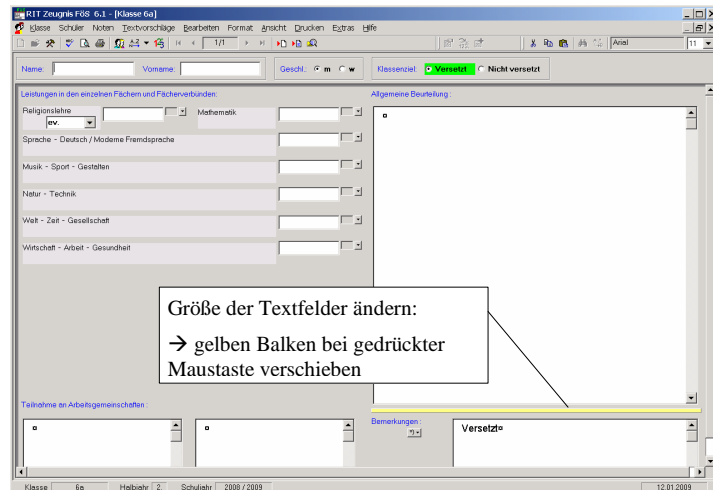 RIT Zeugnis FöS 6.1 - [Klasse 6a]
Klasse Schüler Noten Textvorschläge Bearbeiten Format Ansicht Drucken Extras Hilfe
1/1 Arial 11
Name: Vorname: Geschl.: m w Klassenziel: Versetzt Nicht versetzt
Leistungen in den einzelnen Fächern und Fächerverbünden:
Allgemeine Beurteilung :
Religionslehre
ev.
Mathematik
¤
Sprache - Deutsch / Moderne Fremdsprache
Musik - Sport - Gestalten
Natur - Technik
Welt - Zeit - Gesellschaft
Wirtschaft - Arbeit - Gesundheit
Größe der Textfelder ändern:
→ gelben Balken bei gedrückter
Maustaste verschieben
Teilnahme an Arbeitsgemeinschaften :
¤ ¤
Bemerkungen :
Versetzt¤
Klasse 6a Halbjahr 2. Schuljahr 2008 / 2009 12.01.2009